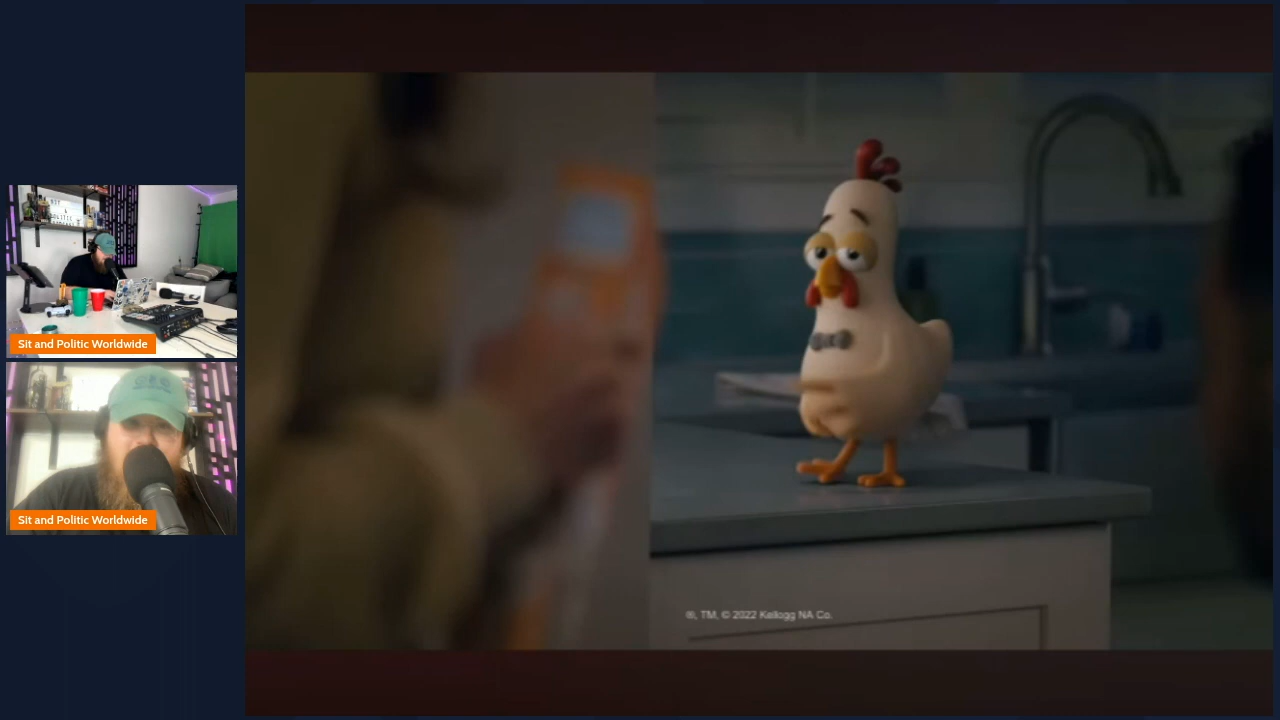 Sit and Politic Worldwide
Sit and Politic Worldwide
®, TM, © 2022 Kellogg NA Co.